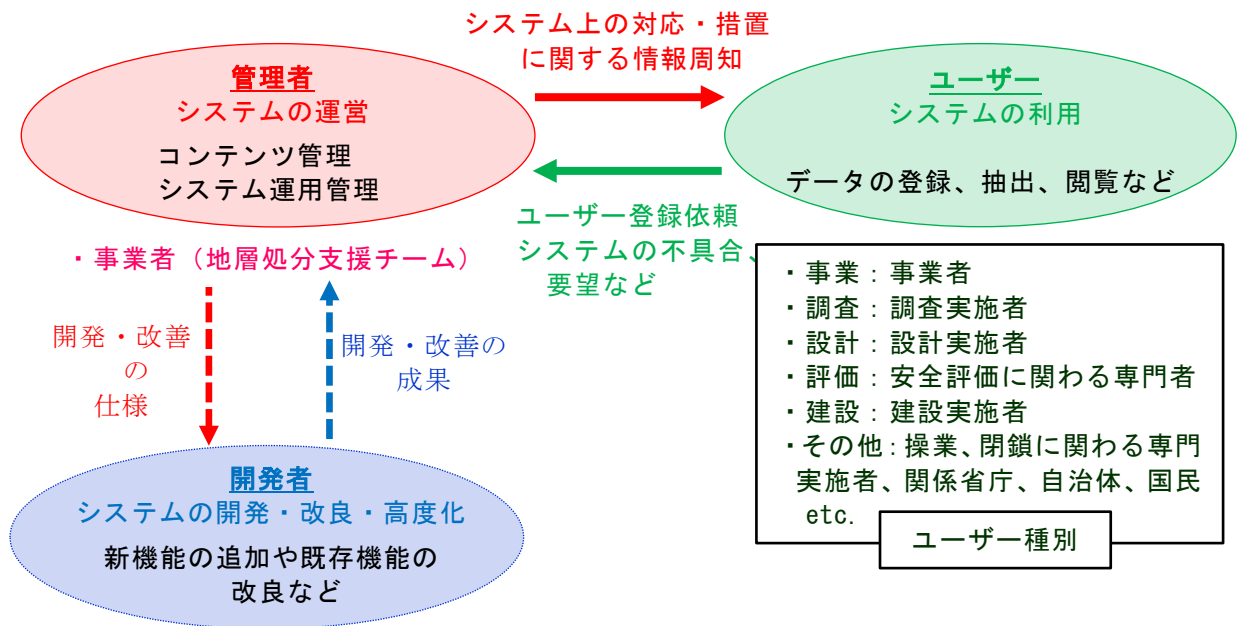 システム上の対応・措置
に関する情報周知
管理者
システムの運営
コンテンツ管理
システム運用管理
ユーザー
システムの利用
データの登録、抽出、閲覧など
ユーザー登録依頼
システムの不具合、
要望など
・事業者（地層処分支援チーム）
開発・改善
の
仕様
開発・改善の
成果
開発者
システムの開発・改良・高度化
新機能の追加や既存機能の
改良など
・事業：事業者
・調査：調査実施者
・設計：設計実施者
・評価：安全評価に関わる専門者
・建設：建設実施者
・その他：操業、閉鎖に関わる専門
実施者、関係省庁、自治体、国民
etc.
ユーザー種別